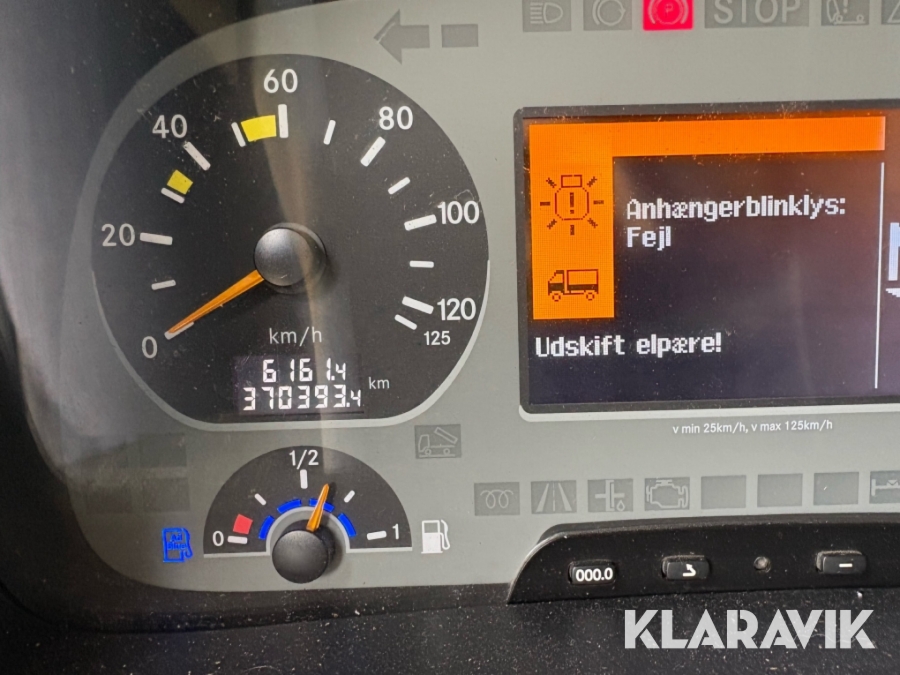 STOP
60
40
80
20
100
0
120
125
km/h
6161.4
370393.4 km
Anhængerblinklys:
Fejl
Udskift elpære!
v min 25km/h, v max 125km/h
1/2
0
1
000.0
KLARAVIK